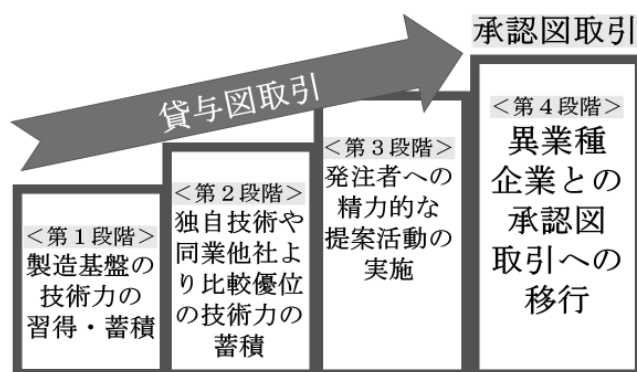 承認図取引
貸与図取引
＜第１段階＞
製造基盤の
技術力の
習得・蓄積
＜第２段階＞
独自技術や
同業他社よ
り比較優位
の技術力の
蓄積
＜第３段階＞
発注者への
精力的な
提案活動の
実施
＜第４段階＞
異業種
企業との
承認図
取引への
移行